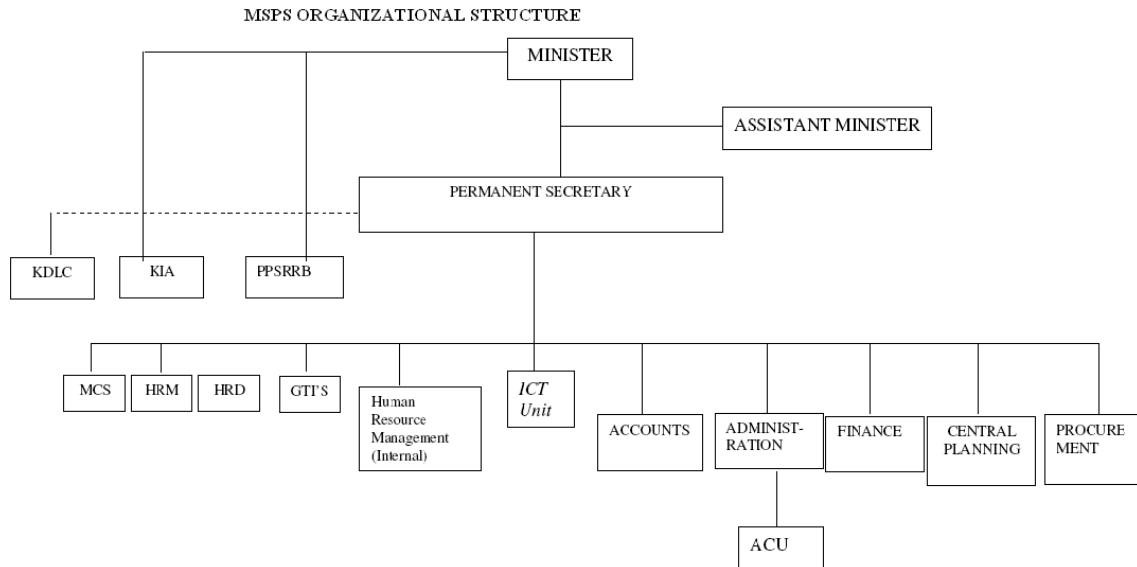 MSPS ORGANIZATIONAL STRUCTURE
MINISTER
ASSISTANT MINISTER
PERMANENT SECRETARY
KDLC
KIA
PPSRRB
MCS
HRM
HRD
GTI'S
Human
Resource
Management
(Internal)
ICT
Unit
ACCOUNTS
ADMINIST-
RATION
FINANCE
CENTRAL
PLANNING
PROCURE
MENT
ACU